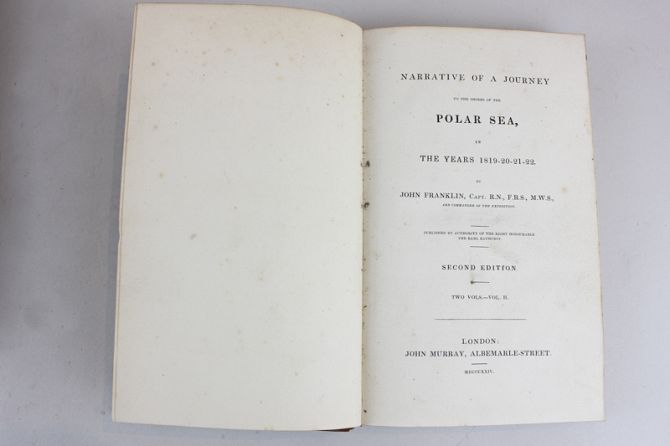 NARRATIVE OF A JOURNEY
TO THE SHORES OF THE
POLAR SEA,
IN
THE YEARS 1819-20-21-22.
BY
JOHN FRANKLIN, Capt. R.N., F.R.S., M.W.S.,
AND COMMANDER OF THE EXPEDITION.
PUBLISHED BY AUTHORITY OF THE RIGHT HONOURABLE
THE EARL BATHURST.
SECOND EDITION
TWO VOLS.—VOL. II.
LONDON:
JOHN MURRAY, ALBEMARLE-STREET.
MDCCCXXIV.